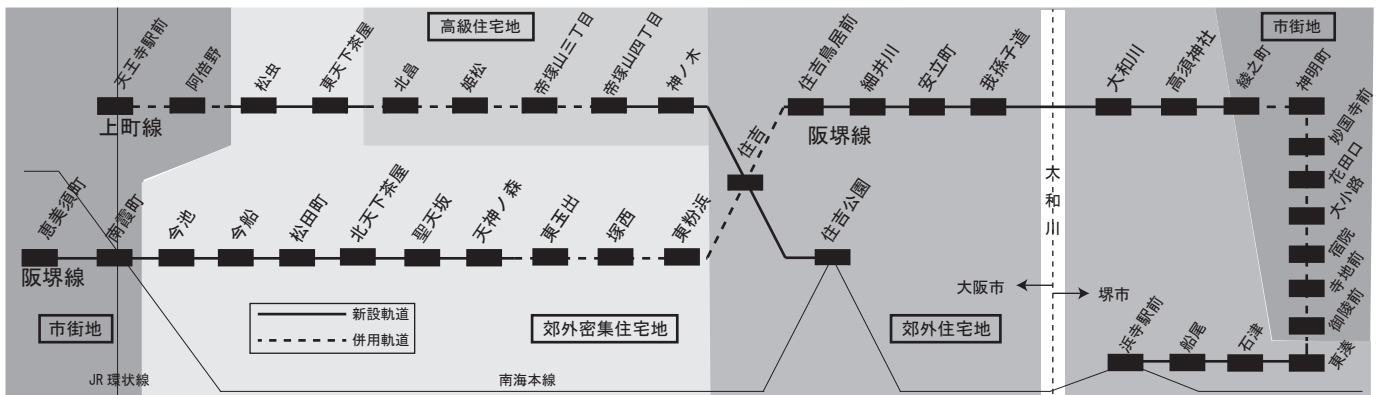 高級住宅地
市街地
天王寺駅前
阿倍野
松虫
東天下茶屋
北畠
姫松
帝塚山三丁目
帝塚山四丁目
神ノ木
住吉
住吉鳥居前
細井川
安立町
我孫子道
大和川
高須神社
綾之町
神明町
妙国寺前
花田口
大小路
宿院
寺地前
御陵前
東湊
石津
船尾
浜寺駅前
上町線
阪堺線
恵美須町
南霞町
今池
今船
松田町
北天下茶屋
聖天坂
天神ノ森
東玉出
塚西
東粉浜
住吉公園
阪堺線
大和川
大阪市
堺市
新設軌道
併用軌道
市街地
郊外密集住宅地
郊外住宅地
JR環状線
南海本線